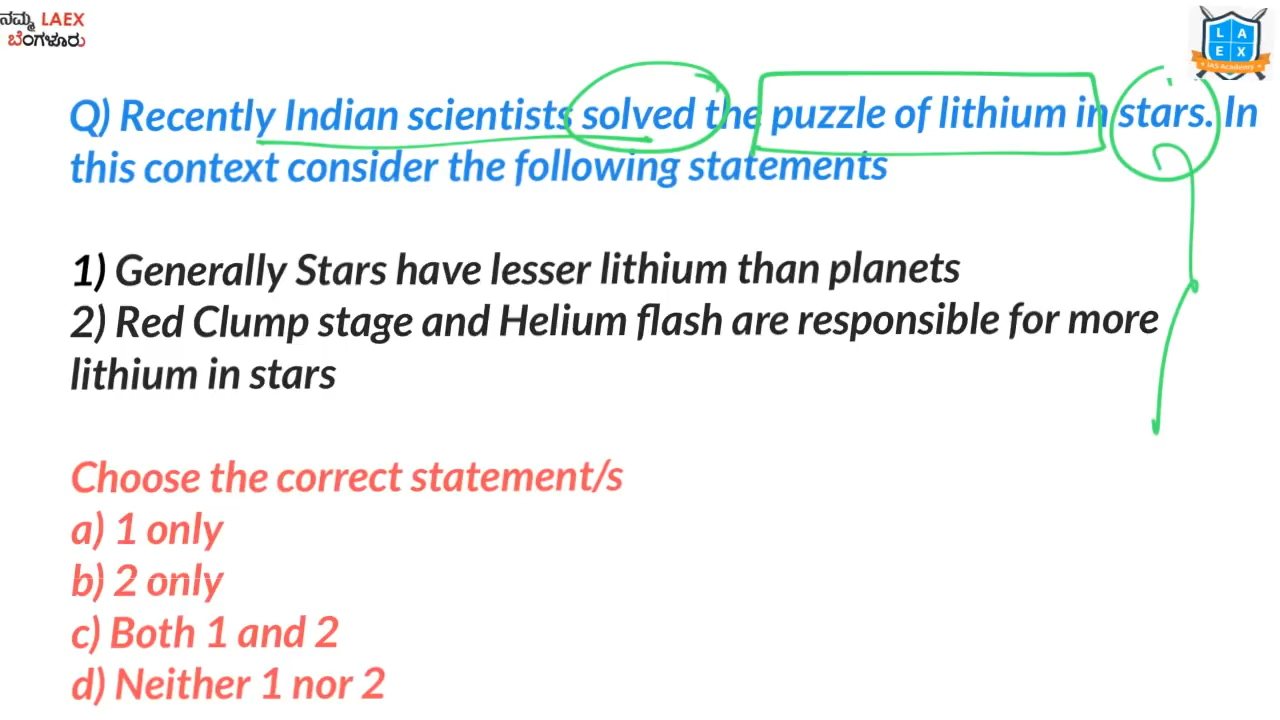 ನಮ್ಮ LAEX
ಬೆಂಗಳೂರು
L A
E X
IAS Academy
Q) Recently Indian scientists solved the puzzle of lithium in stars. In
this context consider the following statements
1) Generally Stars have lesser lithium than planets
2) Red Clump stage and Helium flash are responsible for more
lithium in stars
Choose the correct statement/s
a) 1 only
b) 2 only
c) Both 1 and 2
d) Neither 1 nor 2